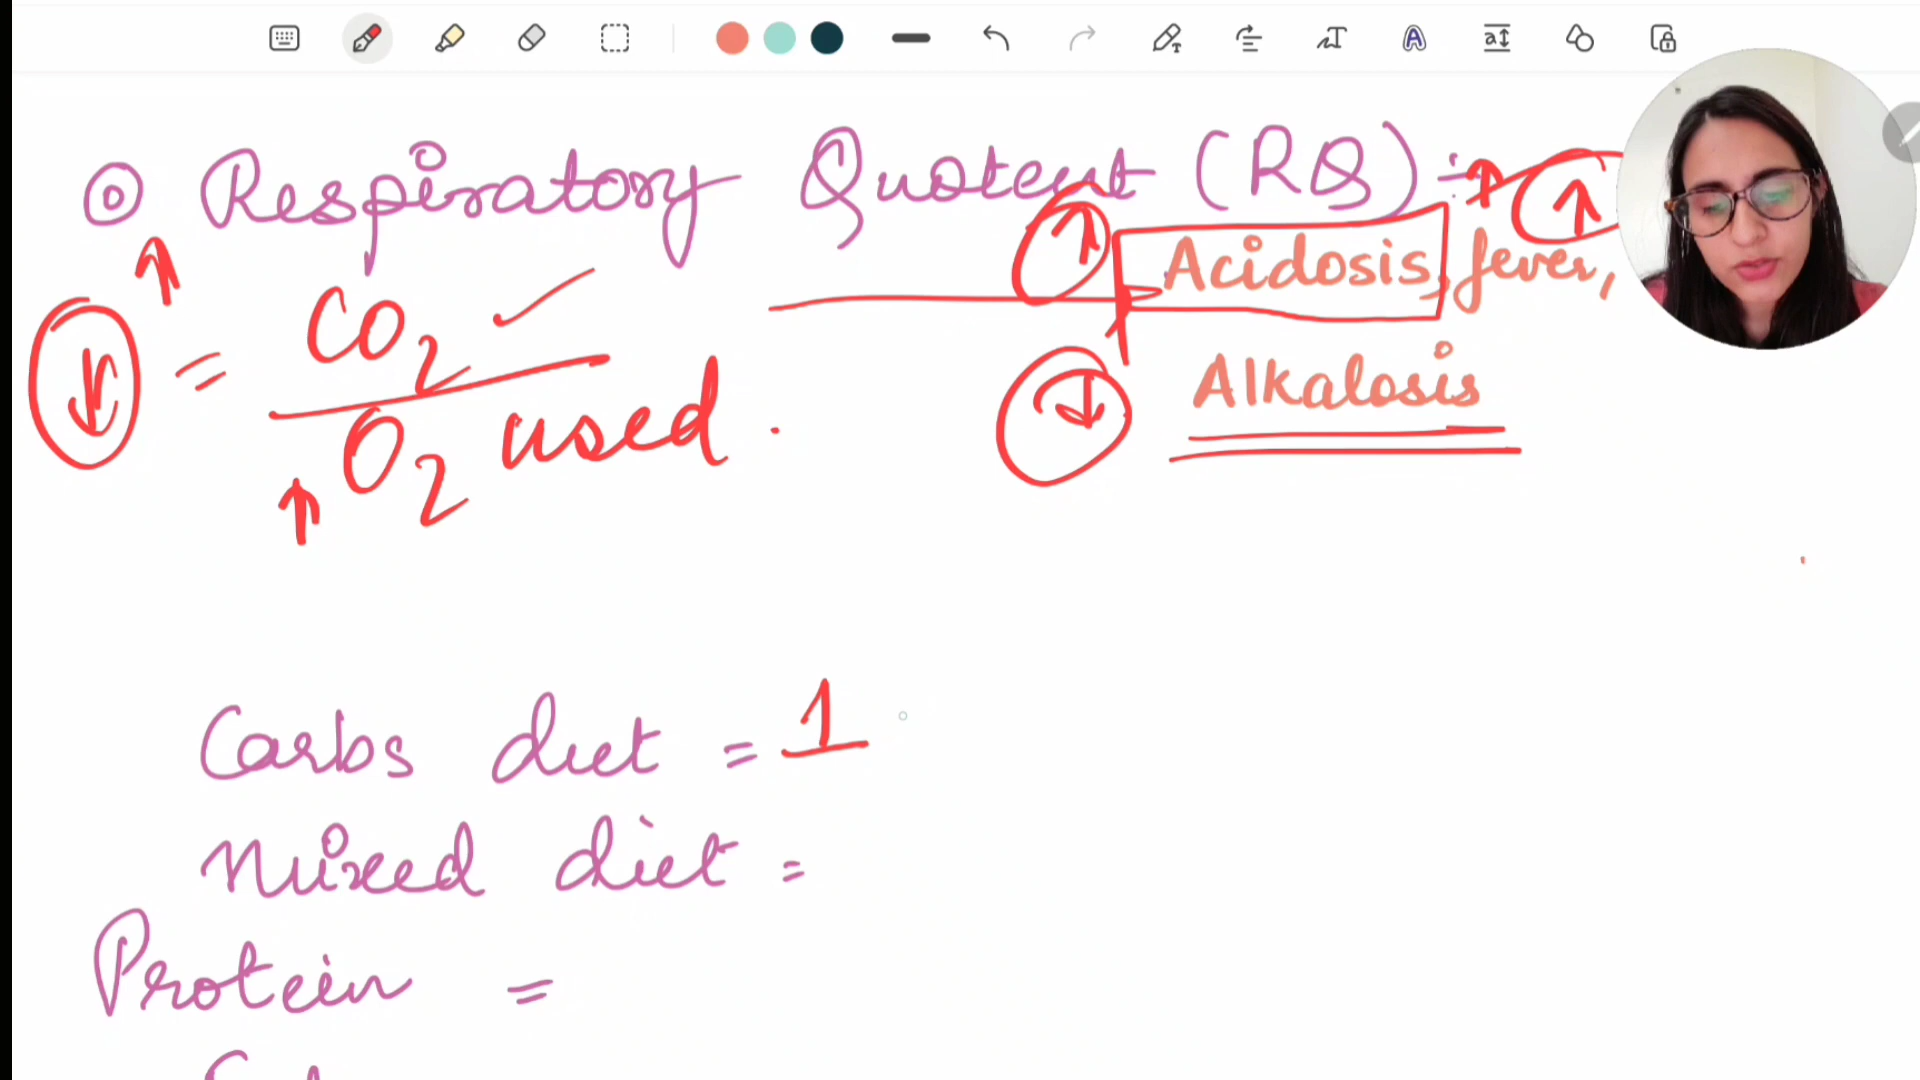 Respiratory Quotent (RQ) :-
↑ ↑ Acidosis, fever, ↑ ↑
↓ = CO2 ✓
O2 used.
↑
↓ Alkalosis
Carbs diet = 1
Mixed diet =
Protein =